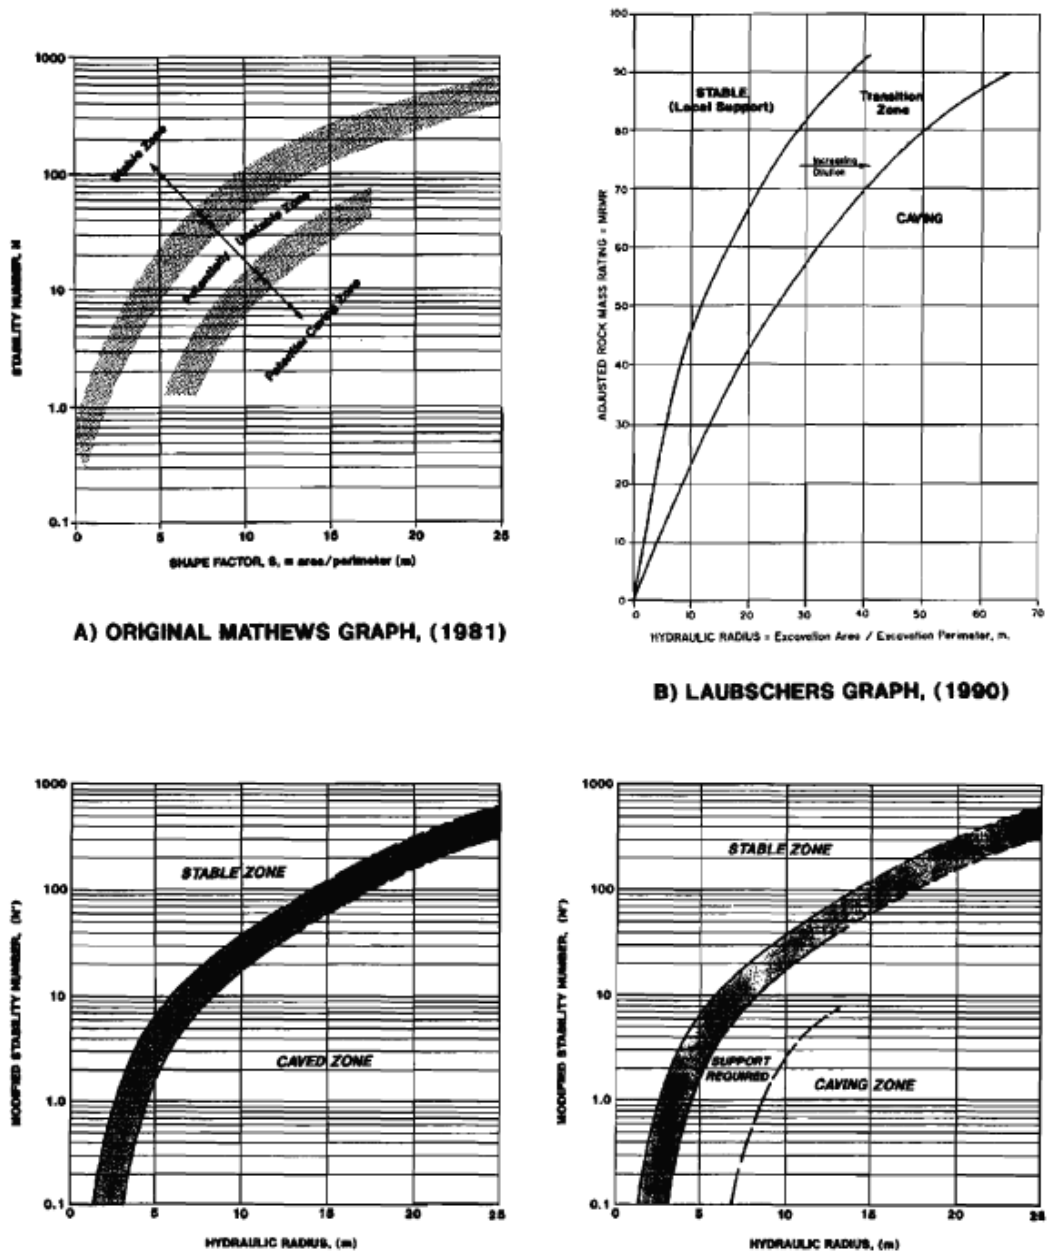 1000
100
10
1.0
0.1
STABILITY NUMBER, N
Stable Zone
Potentially Unstable Zone
Potential Caving Zone
0 5 10 15 20 25
SHAPE FACTOR, S, = area/perimeter (m)
A) ORIGINAL MATHEWS GRAPH, (1981)
100
90
80
70
60
50
40
30
20
10
0
ADJUSTED ROCK MASS RATING = MRMR
STABLE
(Local Support)
Transition
Zone
Increasing
Dilution
CAVING
0 10 20 30 40 50 60 70
HYDRAULIC RADIUS = Excavation Area / Excavation Perimeter, m.
B) LAUBSCHERS GRAPH, (1990)
1000
100
10
1.0
0.1
MODIFIED STABILITY NUMBER, (N')
STABLE ZONE
CAVED ZONE
0 5 10 15 20 25
HYDRAULIC RADIUS, (m)
1000
100
10
1.0
0.1
MODIFIED STABILITY NUMBER, (N')
STABLE ZONE
SUPPORT
REQUIRED
CAVING ZONE
0 5 10 15 20 25
HYDRAULIC RADIUS, (m)